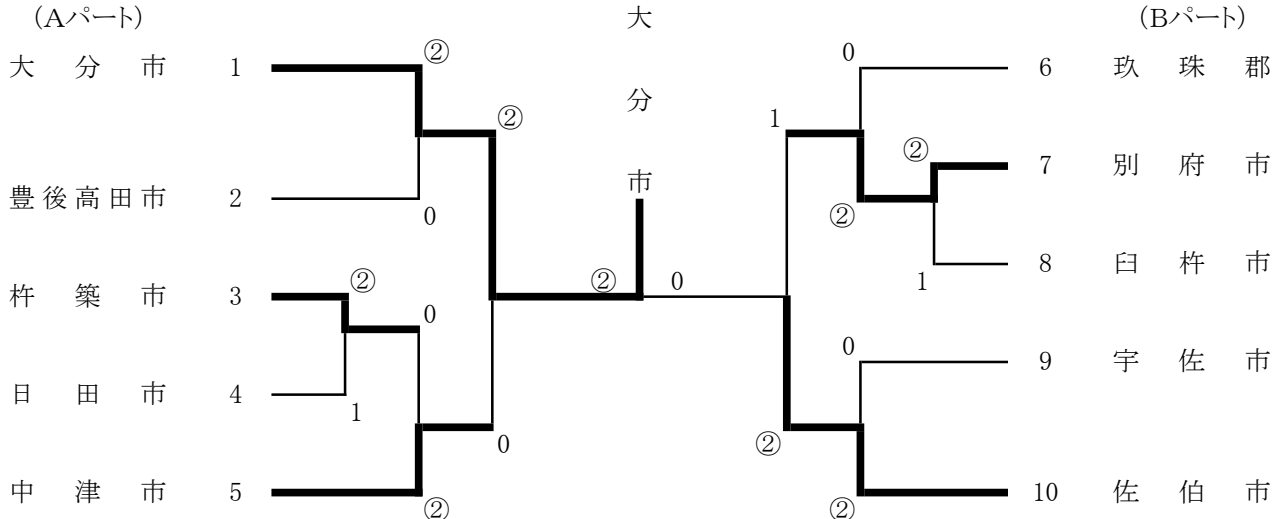 (Aパート)
大
(Bパート)
大分市 1 ② 0 6 玖珠郡
分
② 1
② 7 別府市
市
豊後高田市 2 0 ②
杵築市 3 ② 0 ② 0 1 8 臼杵市
0 9 宇佐市
日田市 4 1
0 ②
中津市 5 ② ② 10 佐伯市